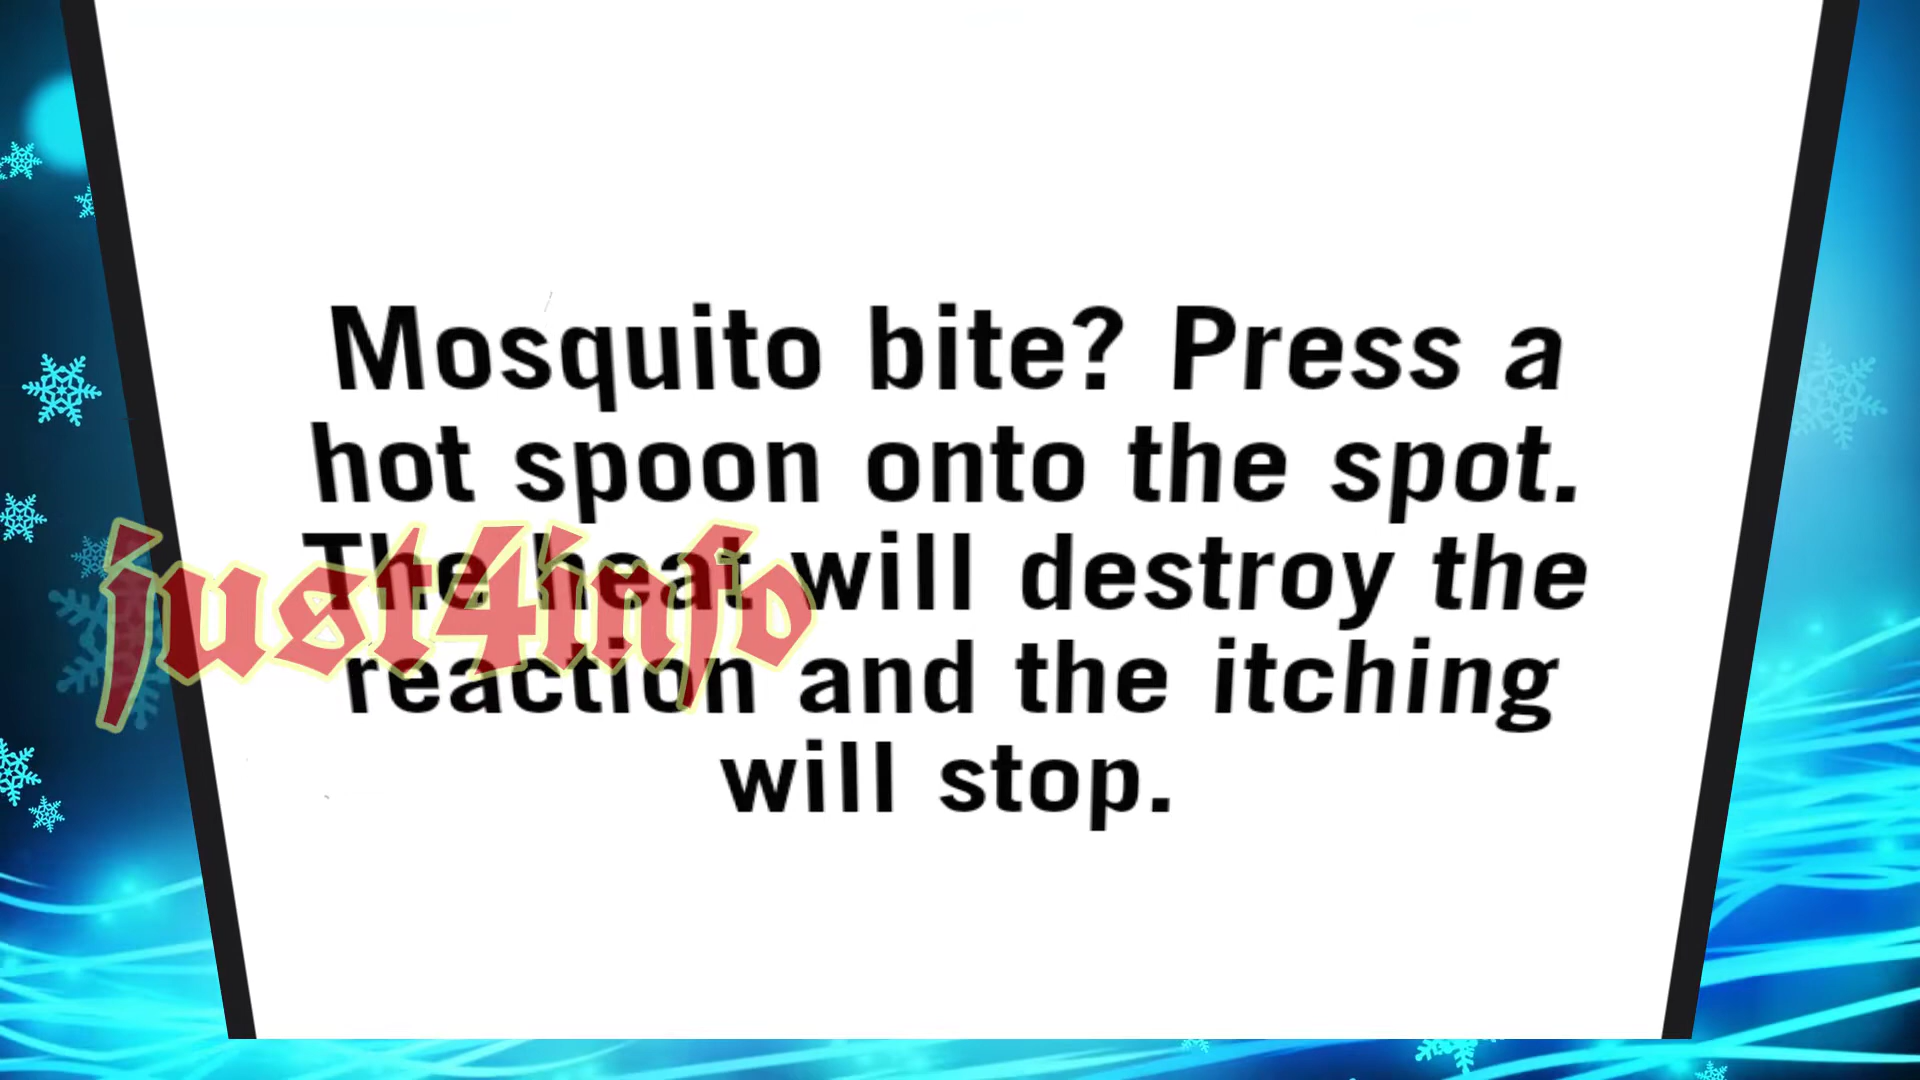 Mosquito bite? Press a
hot spoon onto the spot.
The heat will destroy the
just4info
reaction and the itching
will stop.